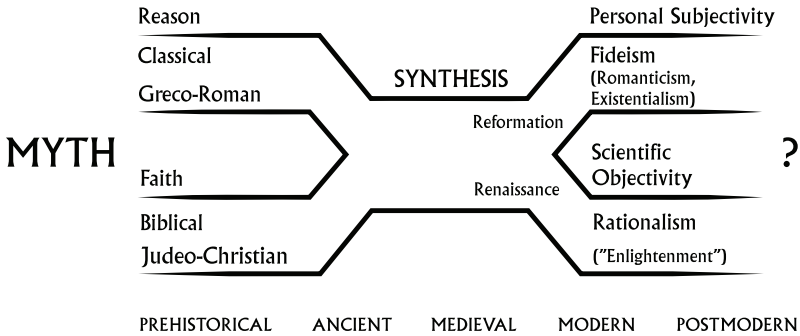 Reason
Personal Subjectivity
Classical
SYNTHESIS
Fideism
(Romanticism,
Existentialism)
Greco-Roman
Reformation
MYTH
Scientific
Objectivity
?
Faith
Renaissance
Biblical
Rationalism
Judeo-Christian
("Enlightenment")
PREHISTORICAL ANCIENT MEDIEVAL MODERN POSTMODERN